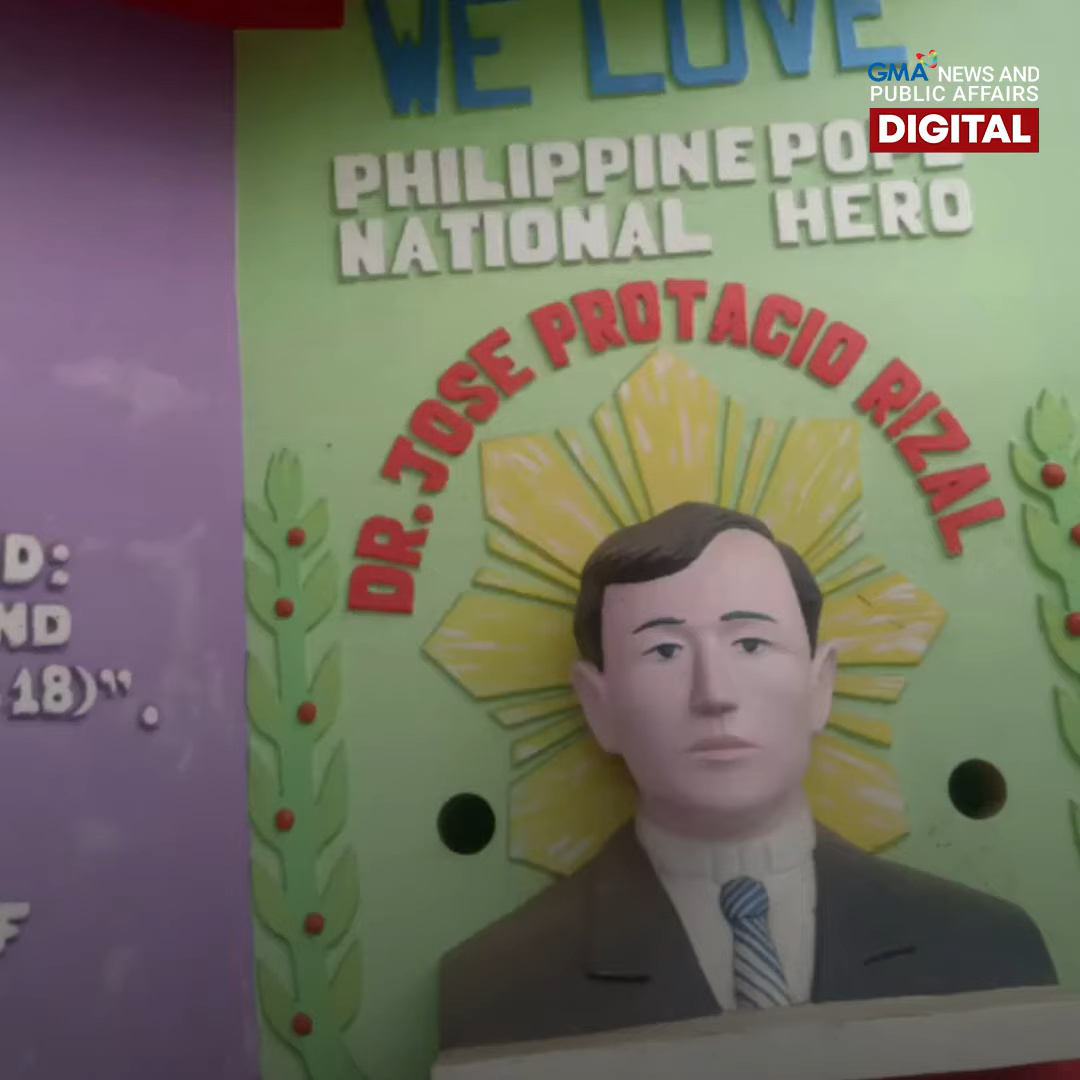 WE LOVE
GMA NEWS AND
PUBLIC AFFAIRS
DIGITAL
PHILIPPINE POPE
NATIONAL HERO
DR. JOSE PROTACIO RIZAL
D:
ND
18)”.
F